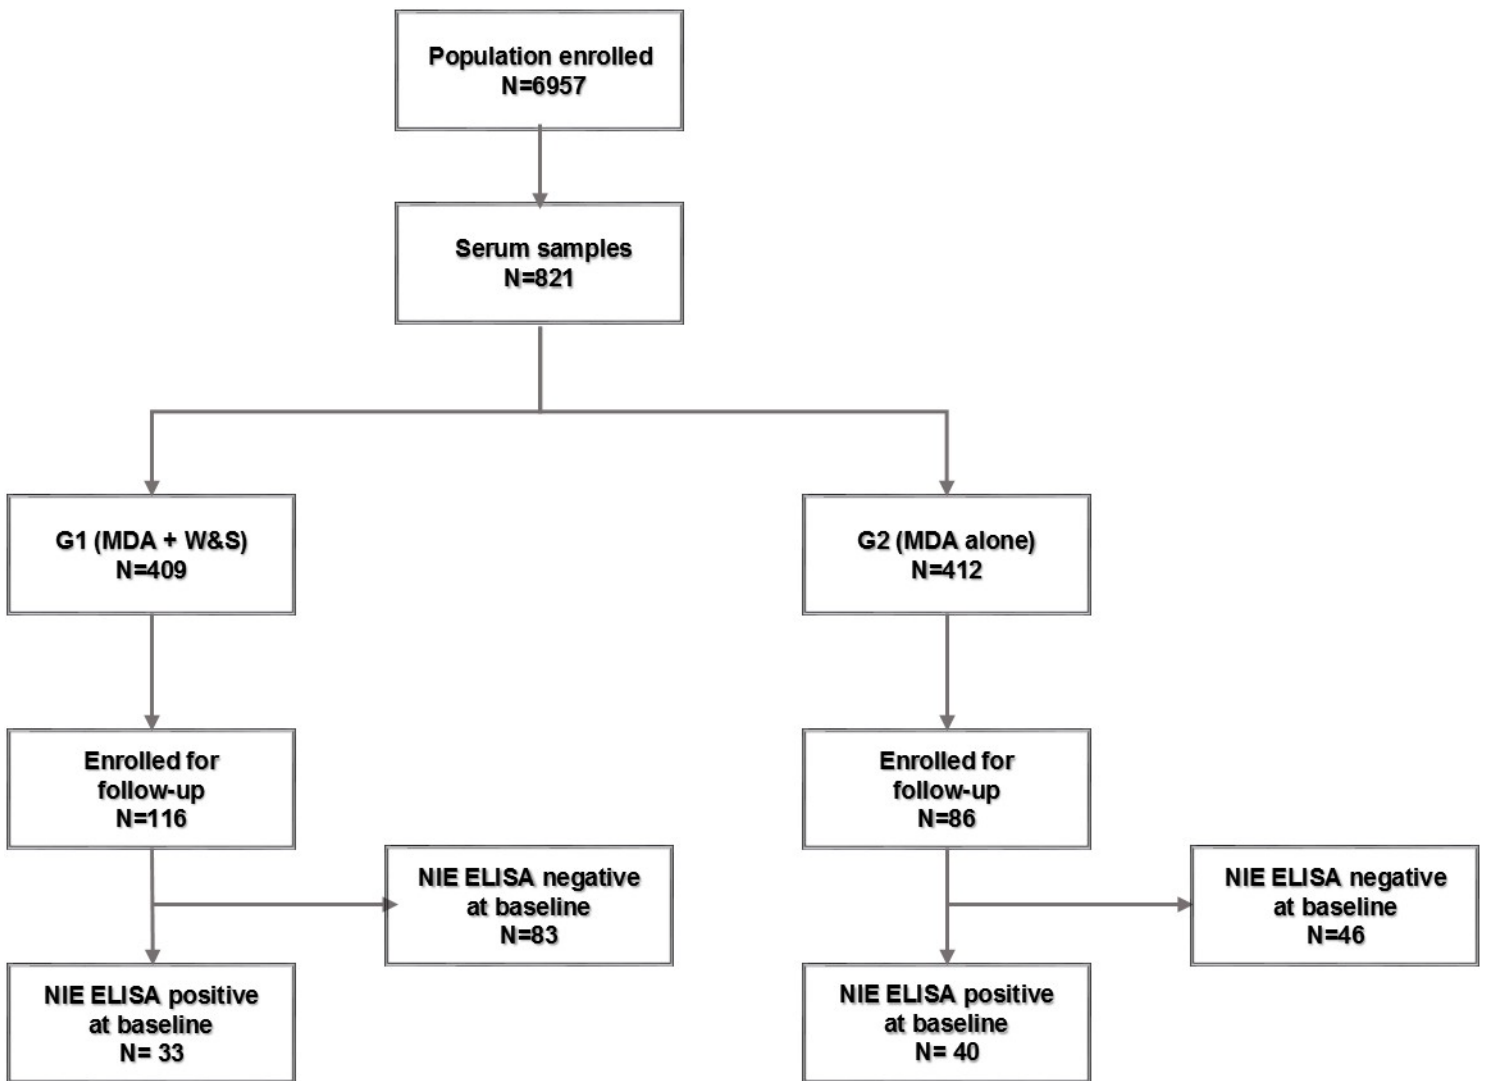 Population enrolled
N=6957
Serum samples
N=821
G1 (MDA + W&S)
N=409
G2 (MDA alone)
N=412
Enrolled for
follow-up
N=116
Enrolled for
follow-up
N=86
NIE ELISA negative
at baseline
N=83
NIE ELISA negative
at baseline
N=46
NIE ELISA positive
at baseline
N= 33
NIE ELISA positive
at baseline
N= 40